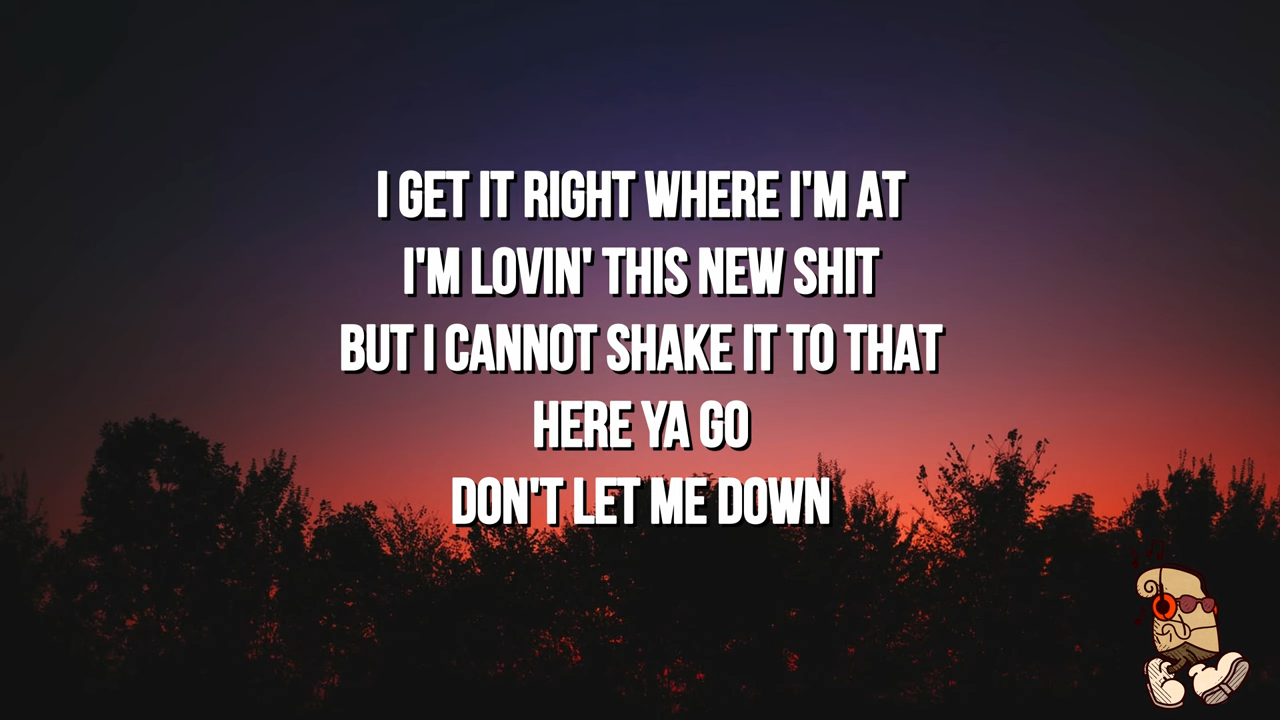 I GET IT RIGHT WHERE I'M AT
I'M LOVIN' THIS NEW SHIT
BUT I CANNOT SHAKE IT TO THAT
HERE YA GO
DON'T LET ME DOWN